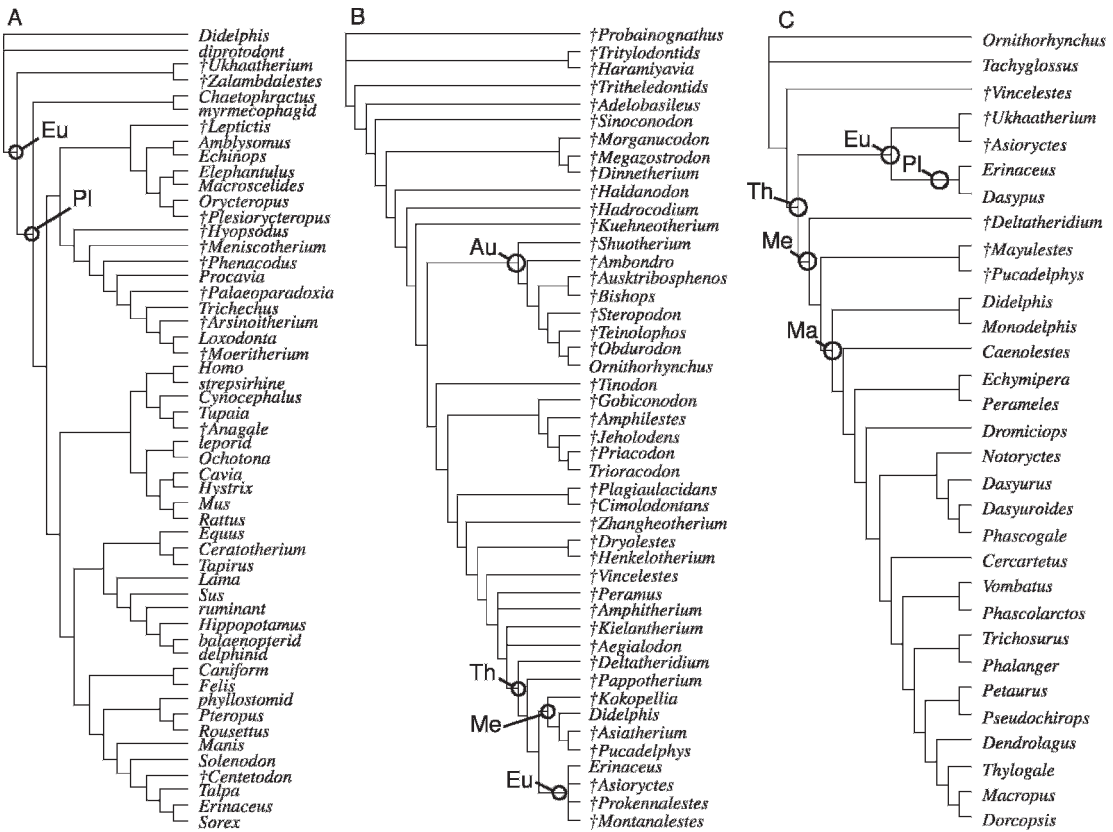 A
Didelphis
diprotodont
†Ukhaatherium
†Zalambdalestes
Chaetophractus
myrmecophagid
†Leptictis
Amblysomus
Echinops
Elephantulus
Macroscelides
Orycteropus
†Plesiorycteropus
†Hyopsodus
†Meniscotherium
†Phenacodus
Procavia
†Palaeoparadoxia
Trichechus
†Arsinoitherium
Loxodonta
†Moeritherium
Homo
strepsirhine
Cynocephalus
Tupaia
†Anagale
leporid
Ochotona
Cavia
Hystrix
Mus
Rattus
Equus
Ceratotherium
Tapirus
Lama
Sus
ruminant
Hippopotamus
balaenopterid
delphinid
Caniform
Felis
phyllostomid
Pteropus
Rousettus
Manis
Solenodon
†Centetodon
Talpa
Erinaceus
Sorex
Eu
Pl
B
†Probainognathus
†Tritylodontids
†Haramiyavia
†Tritheledontids
†Adelobasileus
†Sinoconodon
†Morganucodon
†Megazostrodon
†Dinnetherium
†Haldanodon
†Hadrocodium
†Kuehneotherium
†Shuotherium
†Ambondro
†Ausktribosphenos
†Bishops
†Steropodon
†Teinolophos
†Obdurodon
Ornithorhynchus
†Tinodon
†Gobiconodon
†Amphilestes
†Jeholodens
†Priacodon
Trioracodon
†Plagiaulacidans
†Cimolodontans
†Zhangheotherium
†Dryolestes
†Henkelotherium
†Vincelestes
†Peramus
†Amphitherium
†Kielantherium
†Aegialodon
†Deltatheridium
†Pappotherium
†Kokopellia
Didelphis
†Asiatherium
†Pucadelphys
Erinaceus
†Asioryctes
†Prokennalestes
†Montanalestes
Au
Th
Me
Eu
C
Ornithorhynchus
Tachyglossus
†Vincelestes
†Ukhaatherium
†Asioryctes
Erinaceus
Dasypus
†Deltatheridium
†Mayulestes
†Pucadelphys
Didelphis
Monodelphis
Caenolestes
Echymipera
Perameles
Dromiciops
Notoryctes
Dasyurus
Dasyuroides
Phascogale
Cercartetus
Vombatus
Phascolarctos
Trichosurus
Phalanger
Petaurus
Pseudochirops
Dendrolagus
Thylogale
Macropus
Dorcopsis
Eu
Pl
Th
Me
Ma